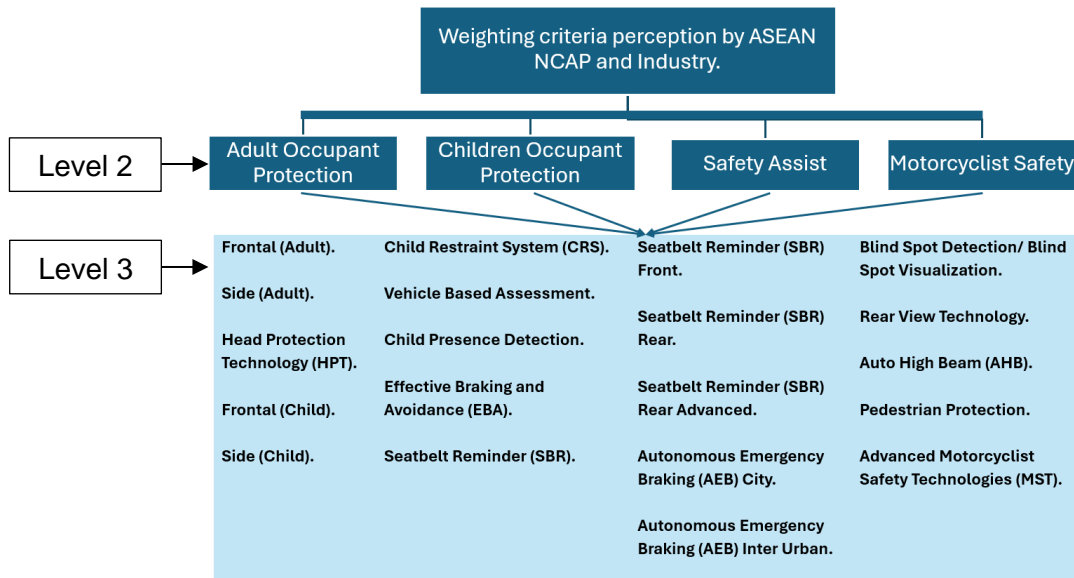 Weighting criteria perception by ASEAN
NCAP and Industry.
Level 2
Adult Occupant
Protection
Children Occupant
Protection
Safety Assist
Motorcyclist Safety
Level 3
Frontal (Adult).
Side (Adult).
Head Protection
Technology (HPT).
Frontal (Child).
Side (Child).
Child Restraint System (CRS).
Vehicle Based Assessment.
Child Presence Detection.
Effective Braking and
Avoidance (EBA).
Seatbelt Reminder (SBR).
Seatbelt Reminder (SBR)
Front.
Seatbelt Reminder (SBR)
Rear.
Seatbelt Reminder (SBR)
Rear Advanced.
Autonomous Emergency
Braking (AEB) City.
Autonomous Emergency
Braking (AEB) Inter Urban.
Blind Spot Detection/ Blind
Spot Visualization.
Rear View Technology.
Auto High Beam (AHB).
Pedestrian Protection.
Advanced Motorcyclist
Safety Technologies (MST).